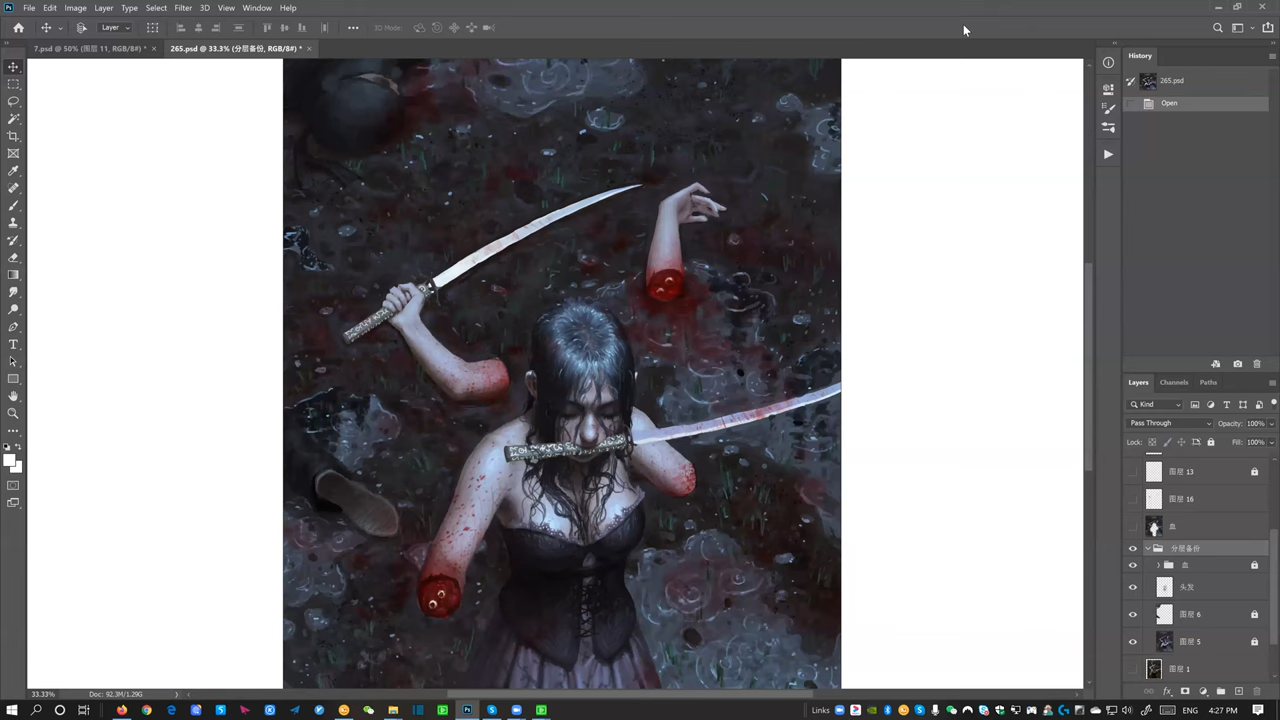 File Edit Image Layer Type Select Filter 3D View Window Help
Layer 3D Mode:
7.psd @ 50% (图层 11, RGB/8#) * × 265.psd @ 33.3% (分层备份, RGB/8#) * ×
History
265.psd
Open
Layers Channels Paths
Kind
Pass Through Opacity: 100%
Lock: Fill: 100%
图层 13
图层 16
血
分层备份
血
头发
图层 6
图层 5
图层 1
33.33% Doc: 92.3M/1.29G
Links 4:27 PM